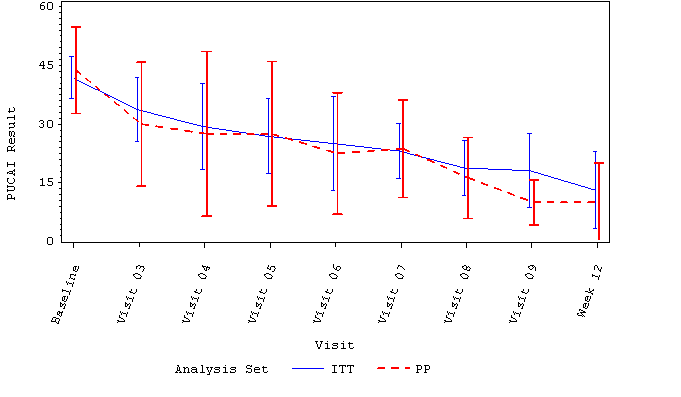 60
45
30
15
0
PUCAI Result
Baseline
Visit 03
Visit 04
Visit 05
Visit 06
Visit 07
Visit 08
Visit 09
Week 12
Visit
Analysis Set ITT PP